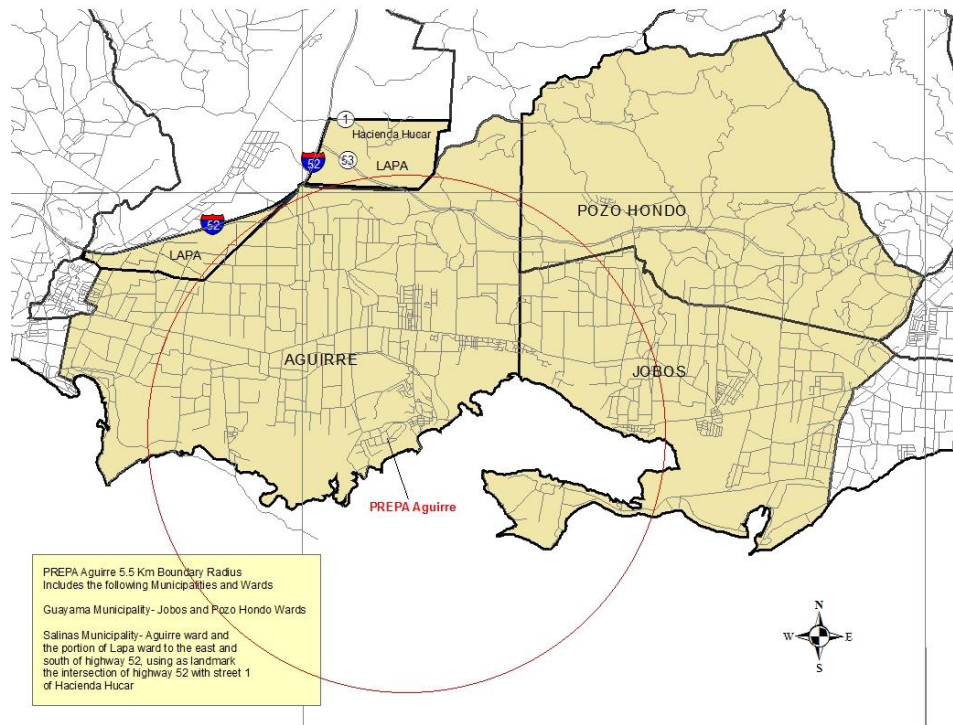 1
Hacienda Hucar
52
53
LAPA
POZO HONDO
52
LAPA
AGUIRRE
JOBOS
PREPA Aguirre
PREPA Aguirre 5.5 Km Boundary Radius
Includes the following Municipalities and Wards
Guayama Municipality- Jobos and Pozo Hondo Wards
Salinas Municipality- Aguirre ward and
the portion of Lapa ward to the east and
south of highway 52, using as landmark
the intersection of highway 52 with street 1
of Hacienda Hucar
N
W
E
S